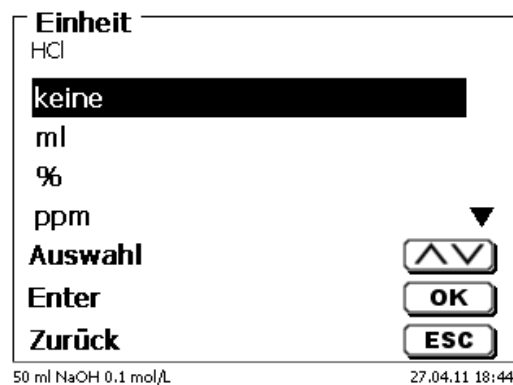 Einheit
HCl
keine
ml
%
ppm
Auswahl
Enter OK
Zurück ESC
50 ml NaOH 0.1 mol/L 27.04.11 18:44